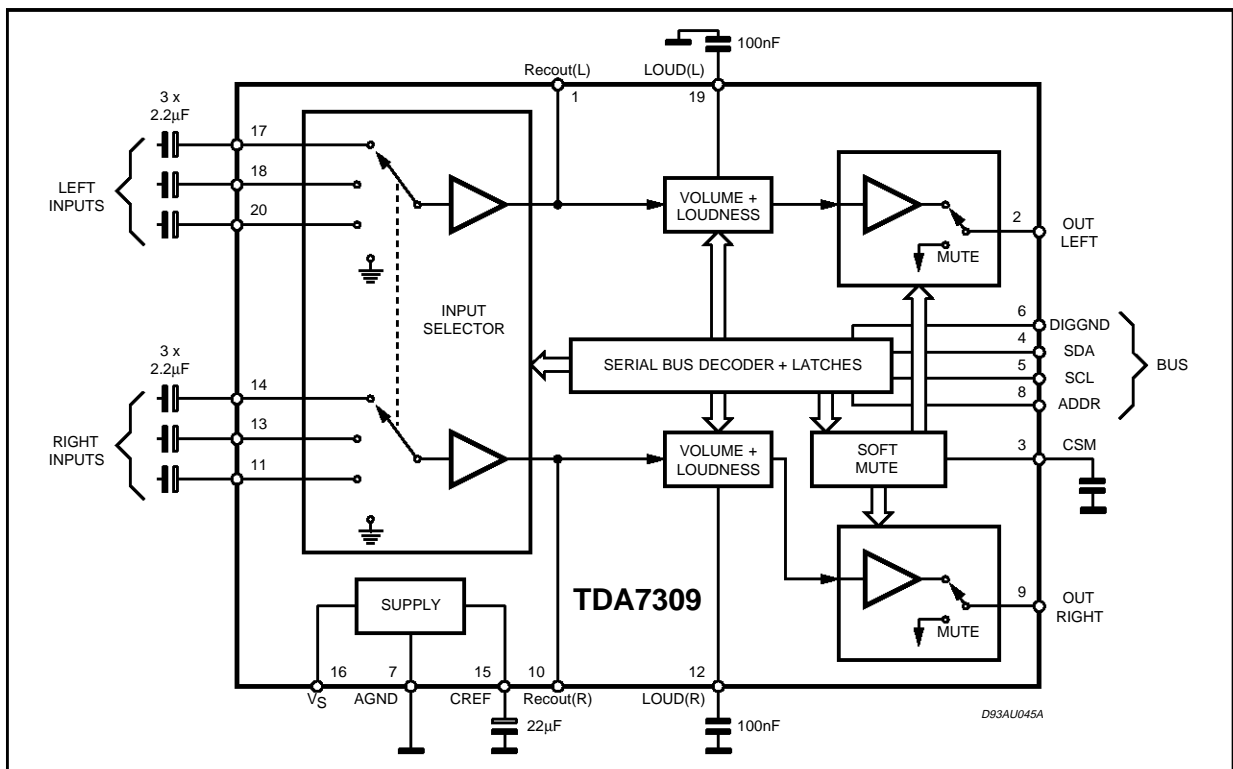 100nF
Recout(L)
LOUD(L)
1
19
3 x
2.2µF
17
18
20
LEFT
INPUTS
VOLUME +
LOUDNESS
MUTE
2
OUT
LEFT
INPUT
SELECTOR
6
DIGGND
4
SDA
5
SCL
8
ADDR
BUS
SERIAL BUS DECODER + LATCHES
3 x
2.2µF
14
13
11
RIGHT
INPUTS
VOLUME +
LOUDNESS
SOFT
MUTE
3
CSM
SUPPLY
TDA7309
MUTE
9
OUT
RIGHT
16
7
15
10
12
VS
AGND
CREF
Recout(R)
LOUD(R)
22µF
100nF
D93AU045A